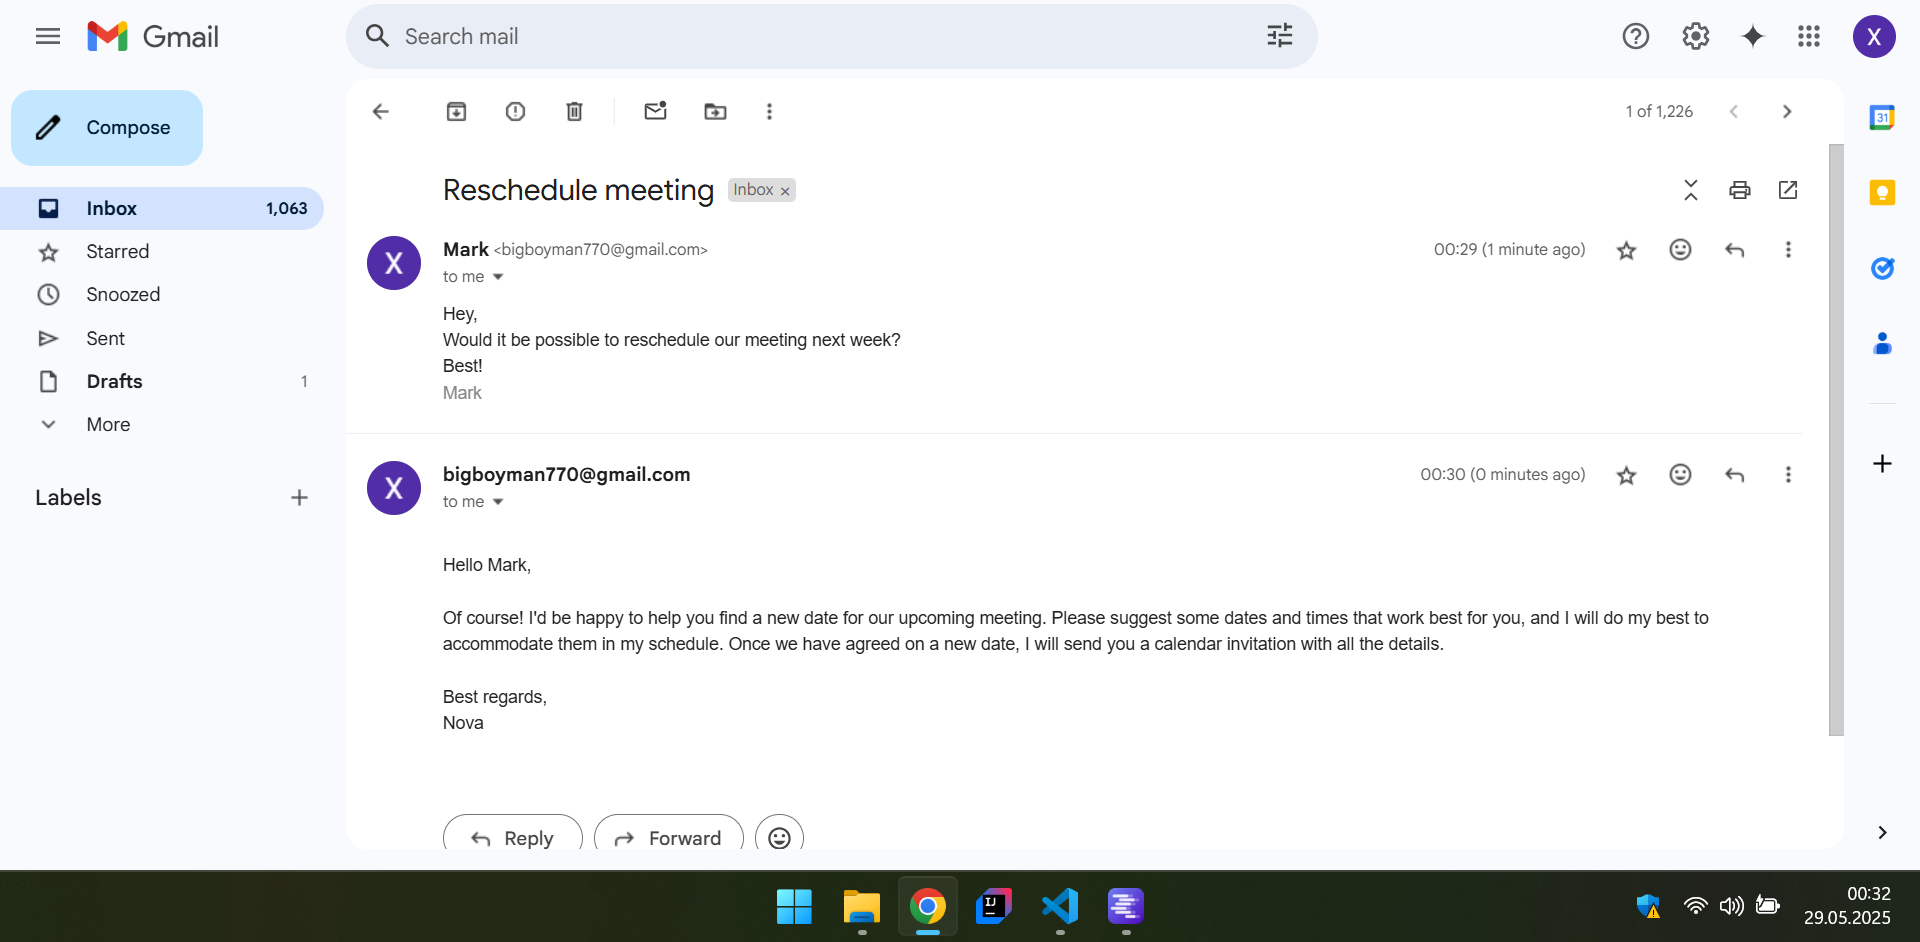 Gmail
Search mail
X
Compose
1 of 1,226
31
Inbox 1,063
Starred
Snoozed
Sent
Drafts 1
More
Labels
Reschedule meeting Inbox x
X
Mark <bigboyman770@gmail.com> 00:29 (1 minute ago)
to me
Hey,
Would it be possible to reschedule our meeting next week?
Best!
Mark
X
bigboyman770@gmail.com 00:30 (0 minutes ago)
to me
Hello Mark,
Of course! I'd be happy to help you find a new date for our upcoming meeting. Please suggest some dates and times that work best for you, and I will do my best to
accommodate them in my schedule. Once we have agreed on a new date, I will send you a calendar invitation with all the details.
Best regards,
Nova
Reply Forward
IJ
00:32
29.05.2025